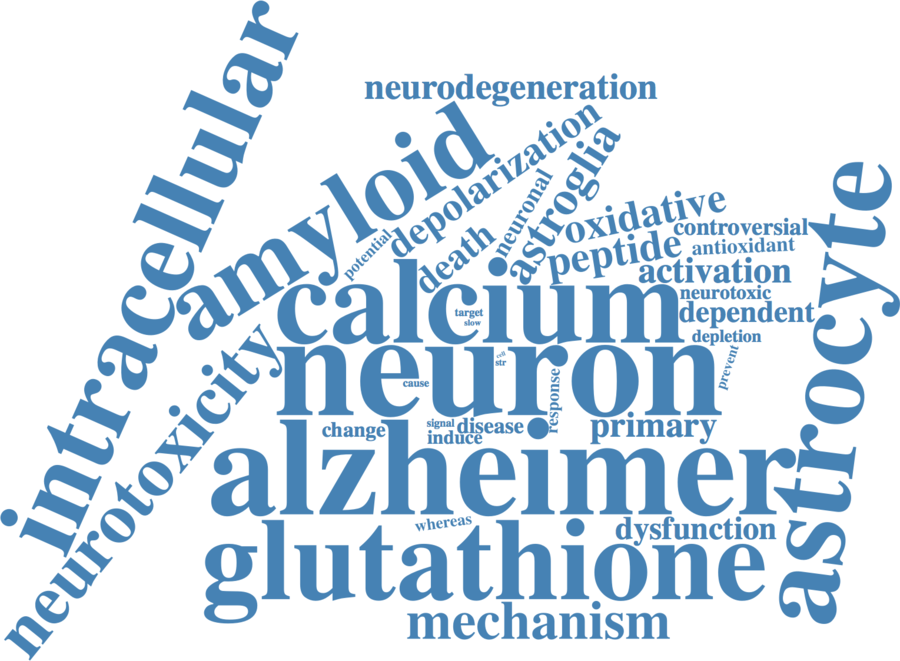 intracellular
neurodegeneration
amyloid
depolarization
neuronal
astroglia
potential
death
oxidative
peptide
controversial
antioxidant
activation
astrocyte
neurotoxicity
calcium
target
slow
neurotoxic
dependent
depletion
neuron
cell
str
cause
response
prevent
change
signal
induce
disease
primary
alzheimer
whereas
dysfunction
glutathione
mechanism